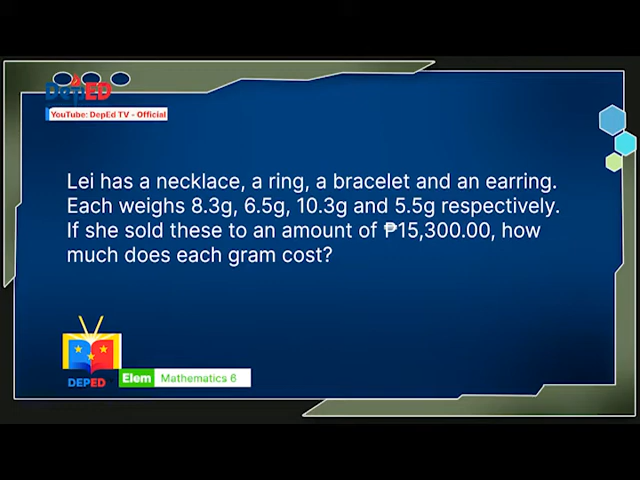 DepED
YouTube: DepEd TV - Official
Lei has a necklace, a ring, a bracelet and an earring.
Each weighs 8.3g, 6.5g, 10.3g and 5.5g respectively.
If she sold these to an amount of ₱15,300.00, how
much does each gram cost?
DEPED
Elem Mathematics 6